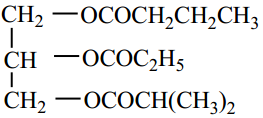 CH₂ — OCOCH₂CH₂CH₃
CH — OCOC₂H₅
CH₂ — OCOCH(CH₃)₂